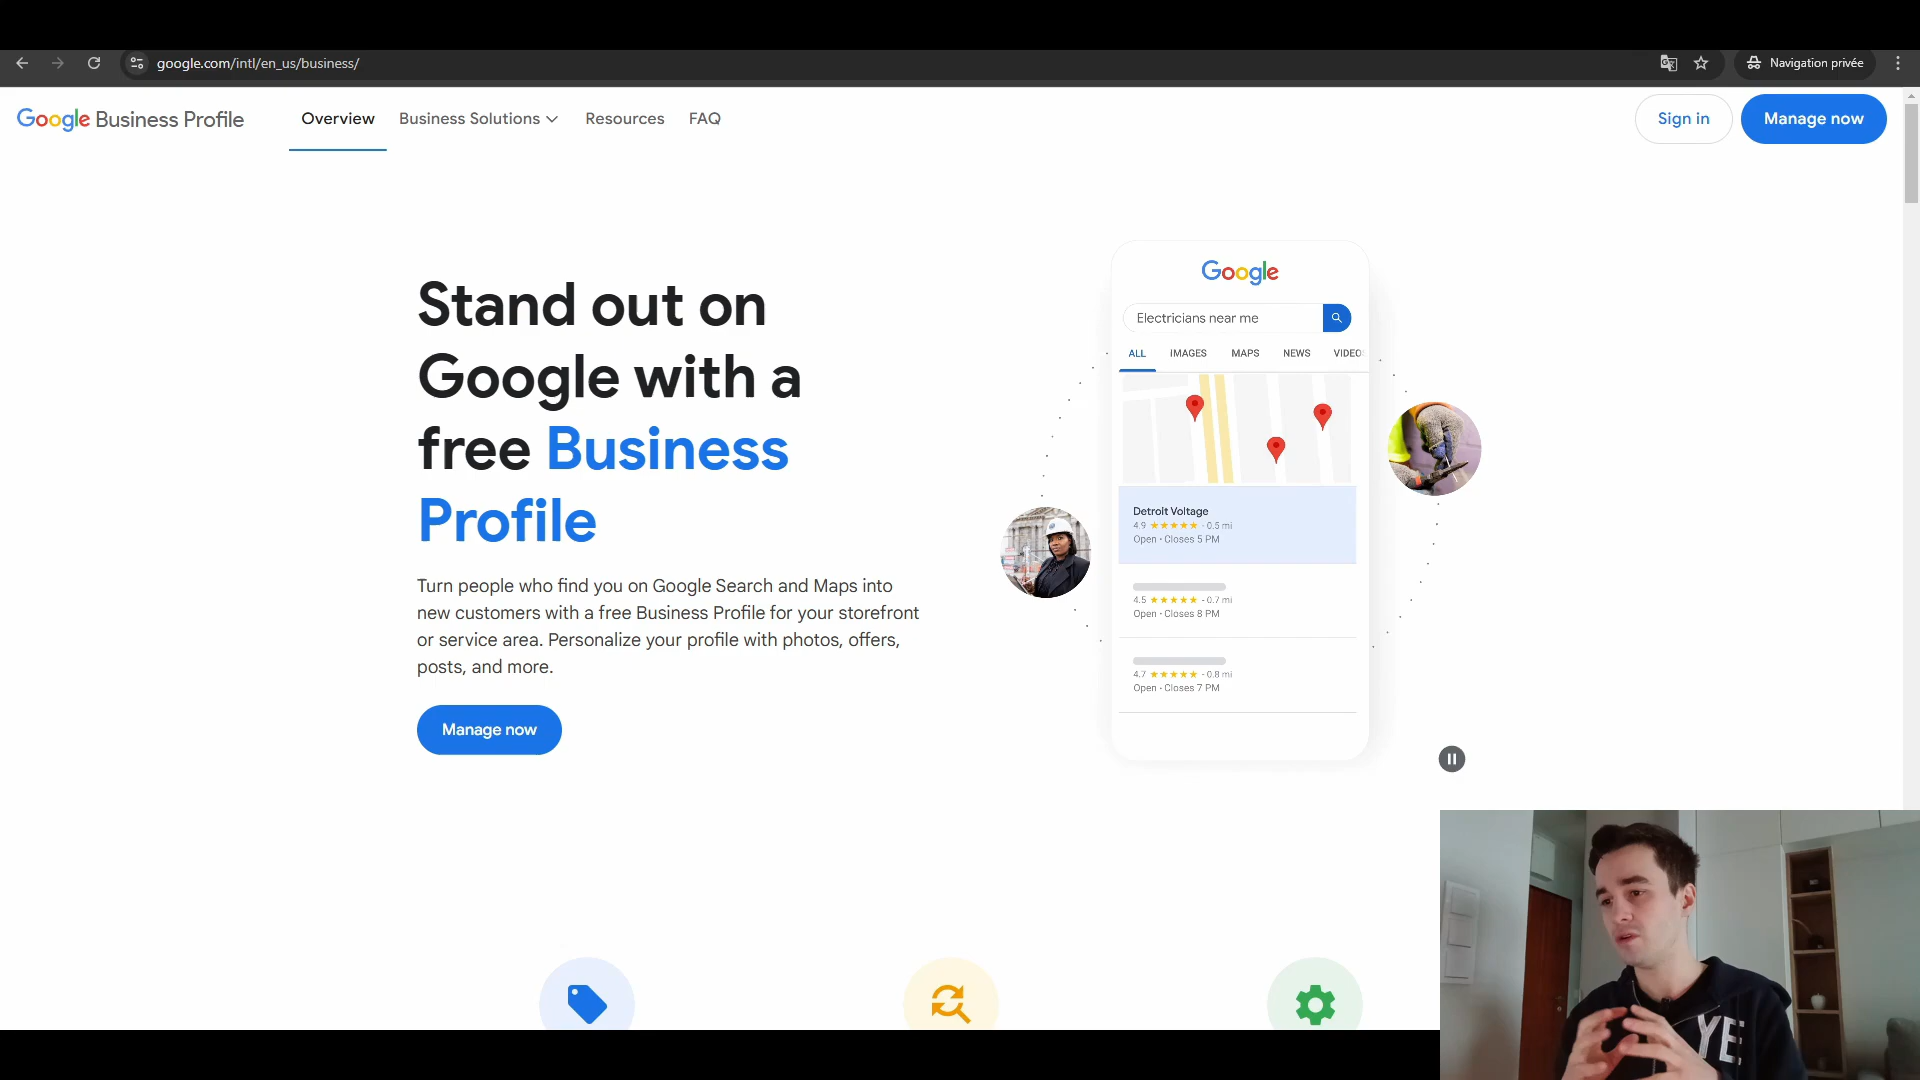 google.com/intl/en_us/business/
Navigation privée
Google Business Profile
Overview
Business Solutions
Resources
FAQ
Sign in
Manage now
Stand out on
Google with a
free Business
Profile
Turn people who find you on Google Search and Maps into
new customers with a free Business Profile for your storefront
or service area. Personalize your profile with photos, offers,
posts, and more.
Manage now
Google
Electricians near me
ALL IMAGES MAPS NEWS VIDEOS
Detroit Voltage
4.9 ★★★★★ · 0.5 mi
Open · Closes 5 PM
4.5 ★★★★★ · 0.7 mi
Open · Closes 8 PM
4.7 ★★★★★ · 0.8 mi
Open · Closes 7 PM
YE